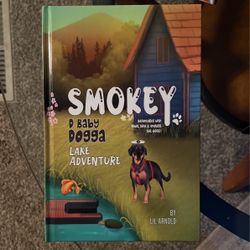 SMOKEY
D BABY
DOGGA
LAKE
ADVENTURE
BY
LIL ARNOLD